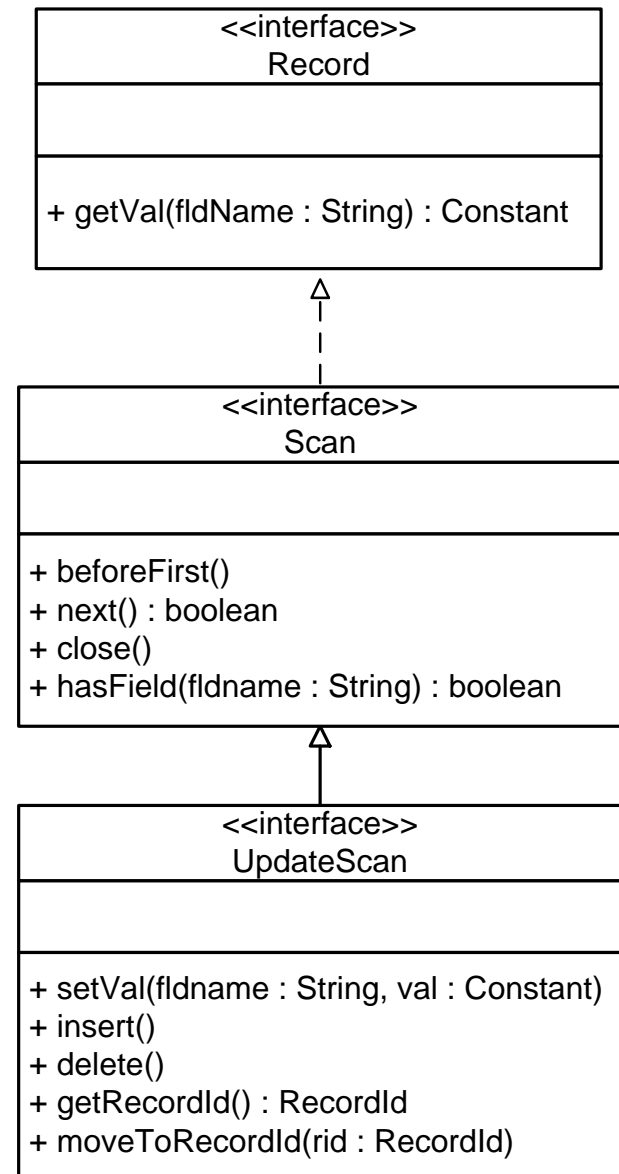 <<interface>>
Record
+ getVal(fldName : String) : Constant
<<interface>>
Scan
+ beforeFirst()
+ next() : boolean
+ close()
+ hasField(fldname : String) : boolean
<<interface>>
UpdateScan
+ setVal(fldname : String, val : Constant)
+ insert()
+ delete()
+ getRecordId() : RecordId
+ moveToRecordId(rid : RecordId)